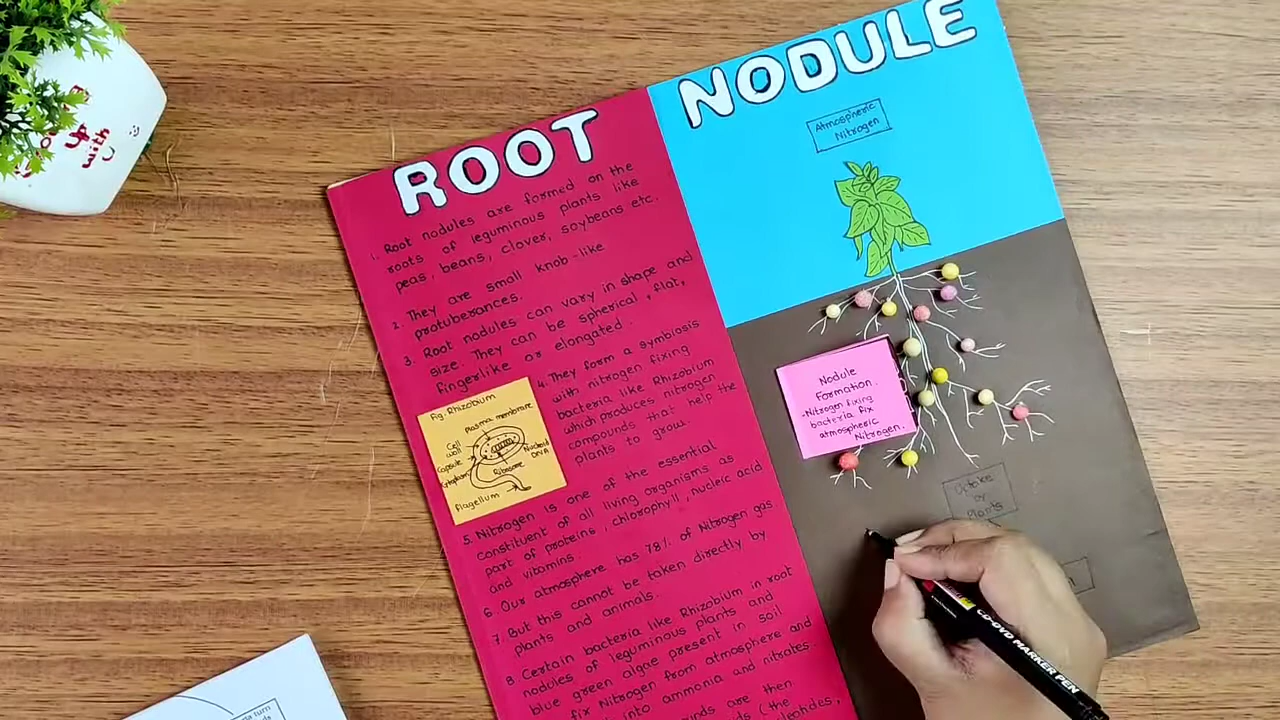 ROOT
NODULE
1. Root nodules are formed on the
roots of leguminous plants like
peas, beans, clover, soybeans etc.
2. They are small knob-like
protuberances.
3. Root nodules can vary in shape and
size. They can be spherical, flat,
fingerlike or elongated.
4. They form a symbiosis
with nitrogen fixing
bacteria like Rhizobium
which produces nitrogen
compounds that help the
plants to grow.
Fig-Rhizobium
plasma membrane
Cell
wall
Capsule
Cytoplasm
Nucleoid
DNA
Ribosome
flagellum
5. Nitrogen is one of the essential
constituent of all living organisms as
part of proteins, chlorophyll, nucleic acid
and vitamins.
6. Our atmosphere has 78% of Nitrogen gas
7. But this cannot be taken directly by
plants and animals.
8. Certain bacteria like Rhizobium in root
nodules of leguminous plants and
blue green algae present in soil
fix Nitrogen from atmosphere and
into ammonia and nitrates.
are then
(the
Atmospheric
Nitrogen
Nodule
Formation.
-Nitrogen fixing
bacteria fix
atmospheric
Nitrogen.
Uptake
by
Plants
CD-DVD MARKER PEN
with